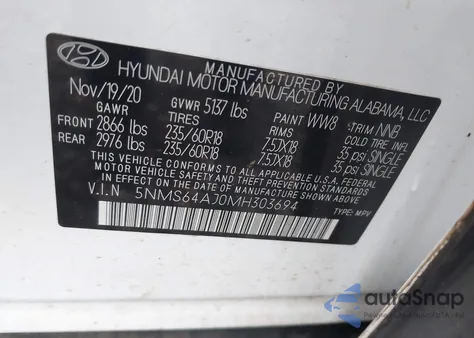 MANUFACTURED BY
HYUNDAI MOTOR MANUFACTURING ALABAMA, LLC
Nov/19/20 GVWR 5137 lbs PAINT WW8 TRIM NNB
GAWR TIRES RIMS COLD TIRE INFL
FRONT 2866 lbs 235/60R18 7.5JX18 35 psi SINGLE
REAR 2976 lbs 235/60R18 7.5JX18 35 psi SINGLE
THIS VEHICLE CONFORMS TO ALL APPLICABLE U.S.A. FEDERAL MOTOR
VEHICLE SAFETY AND THEFT PREVENTION STANDARDS
IN EFFECT ON THE DATE OF MANUFACTURE SHOWN ABOVE.
V.I.N 5NMS64AJ0MH303694 TYPE: MPV
autoSnap